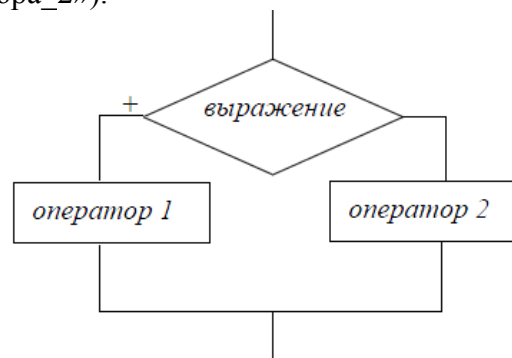 выражение
+
оператор 1
оператор 2